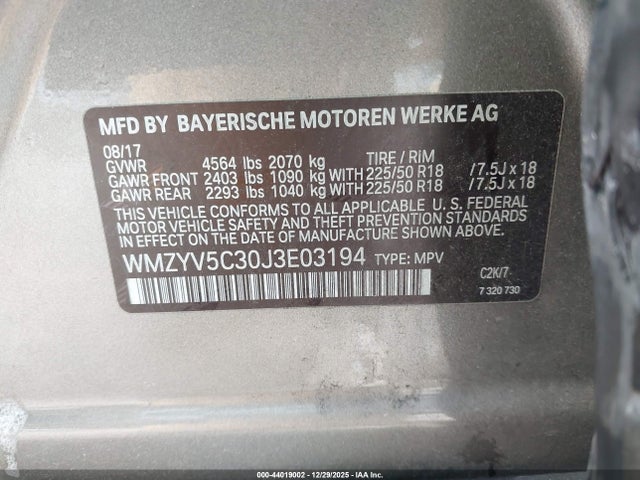 MFD BY BAYERISCHE MOTOREN WERKE AG
08/17
GVWR 4564 lbs 2070 kg TIRE / RIM
GAWR FRONT 2403 lbs 1090 kg WITH 225/50 R18 /7.5J x 18
GAWR REAR 2293 lbs 1040 kg WITH 225/50 R18 /7.5J x 18
THIS VEHICLE CONFORMS TO ALL APPLICABLE U. S. FEDERAL
MOTOR VEHICLE SAFETY AND THEFT PREVENTION STANDARDS
IN EFFECT ON THE DATE OF MANUFACTURE SHOWN ABOVE.
WMZYV5C30J3E03194 TYPE: MPV
C2K/7
7 320 730
000-44019002 - 12/29/2025 - IAA Inc.